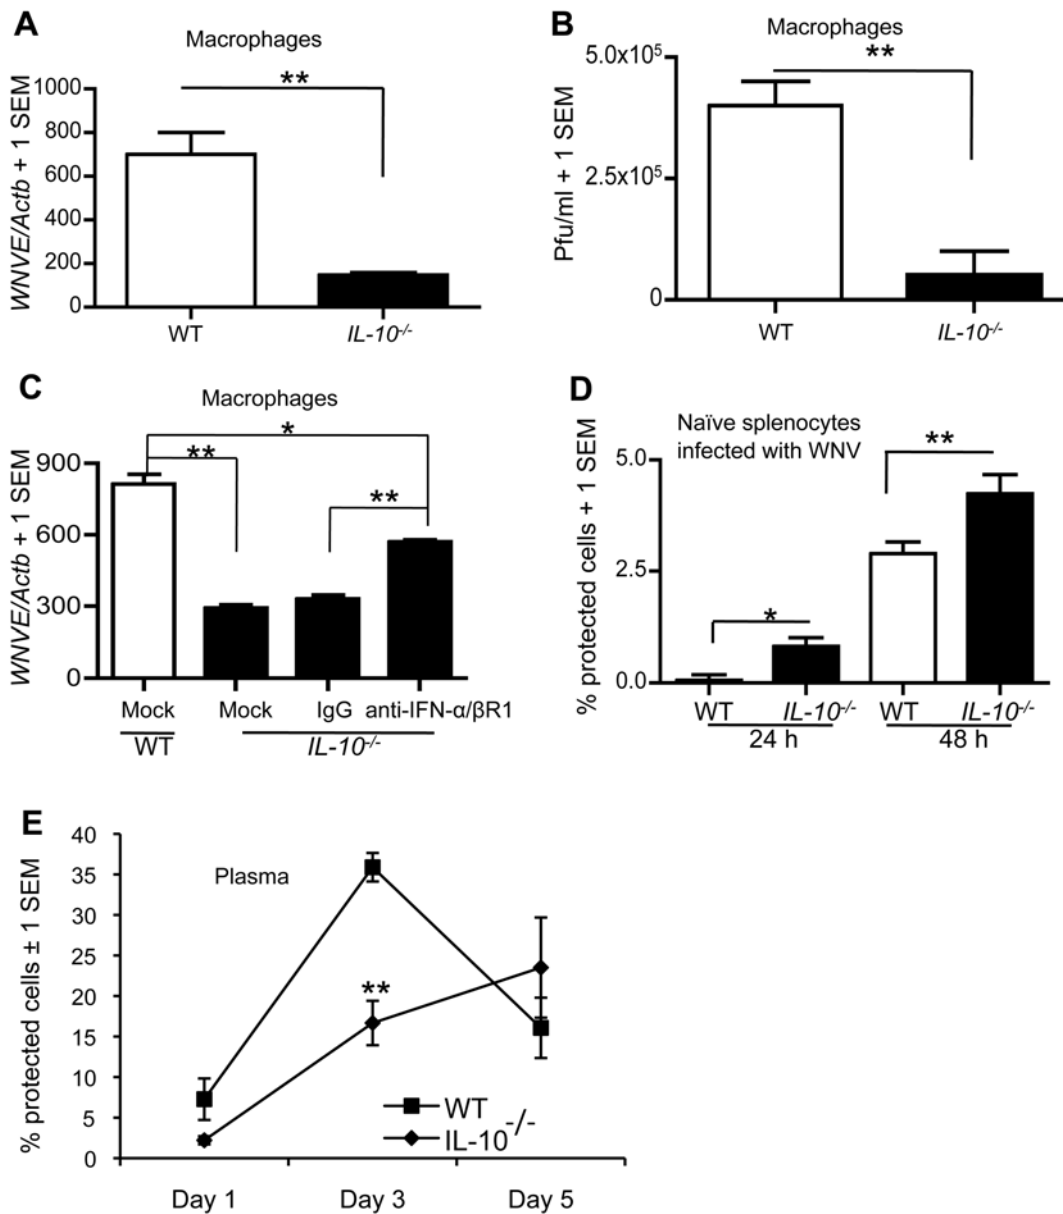 A
Macrophages
**
WNVE/Actb + 1 SEM
1000
800
600
400
200
0
WT
IL-10-/-
B
Macrophages
**
Pfu/ml + 1 SEM
5.0x10⁵
2.5x10⁵
0
WT
IL-10-/-
C
Macrophages
*
**
**
WNVE/Actb + 1 SEM
900
600
300
0
Mock Mock IgG anti-IFN-α/βR1
WT IL-10-/-
D
Naïve splenocytes
infected with WNV
**
*
% protected cells + 1 SEM
5.0
2.5
0.0
WT IL-10-/- WT IL-10-/-
24 h 48 h
E
Plasma
**
% protected cells ± 1 SEM
40
35
30
25
20
15
10
5
0
WT
IL-10-/-
Day 1 Day 3 Day 5